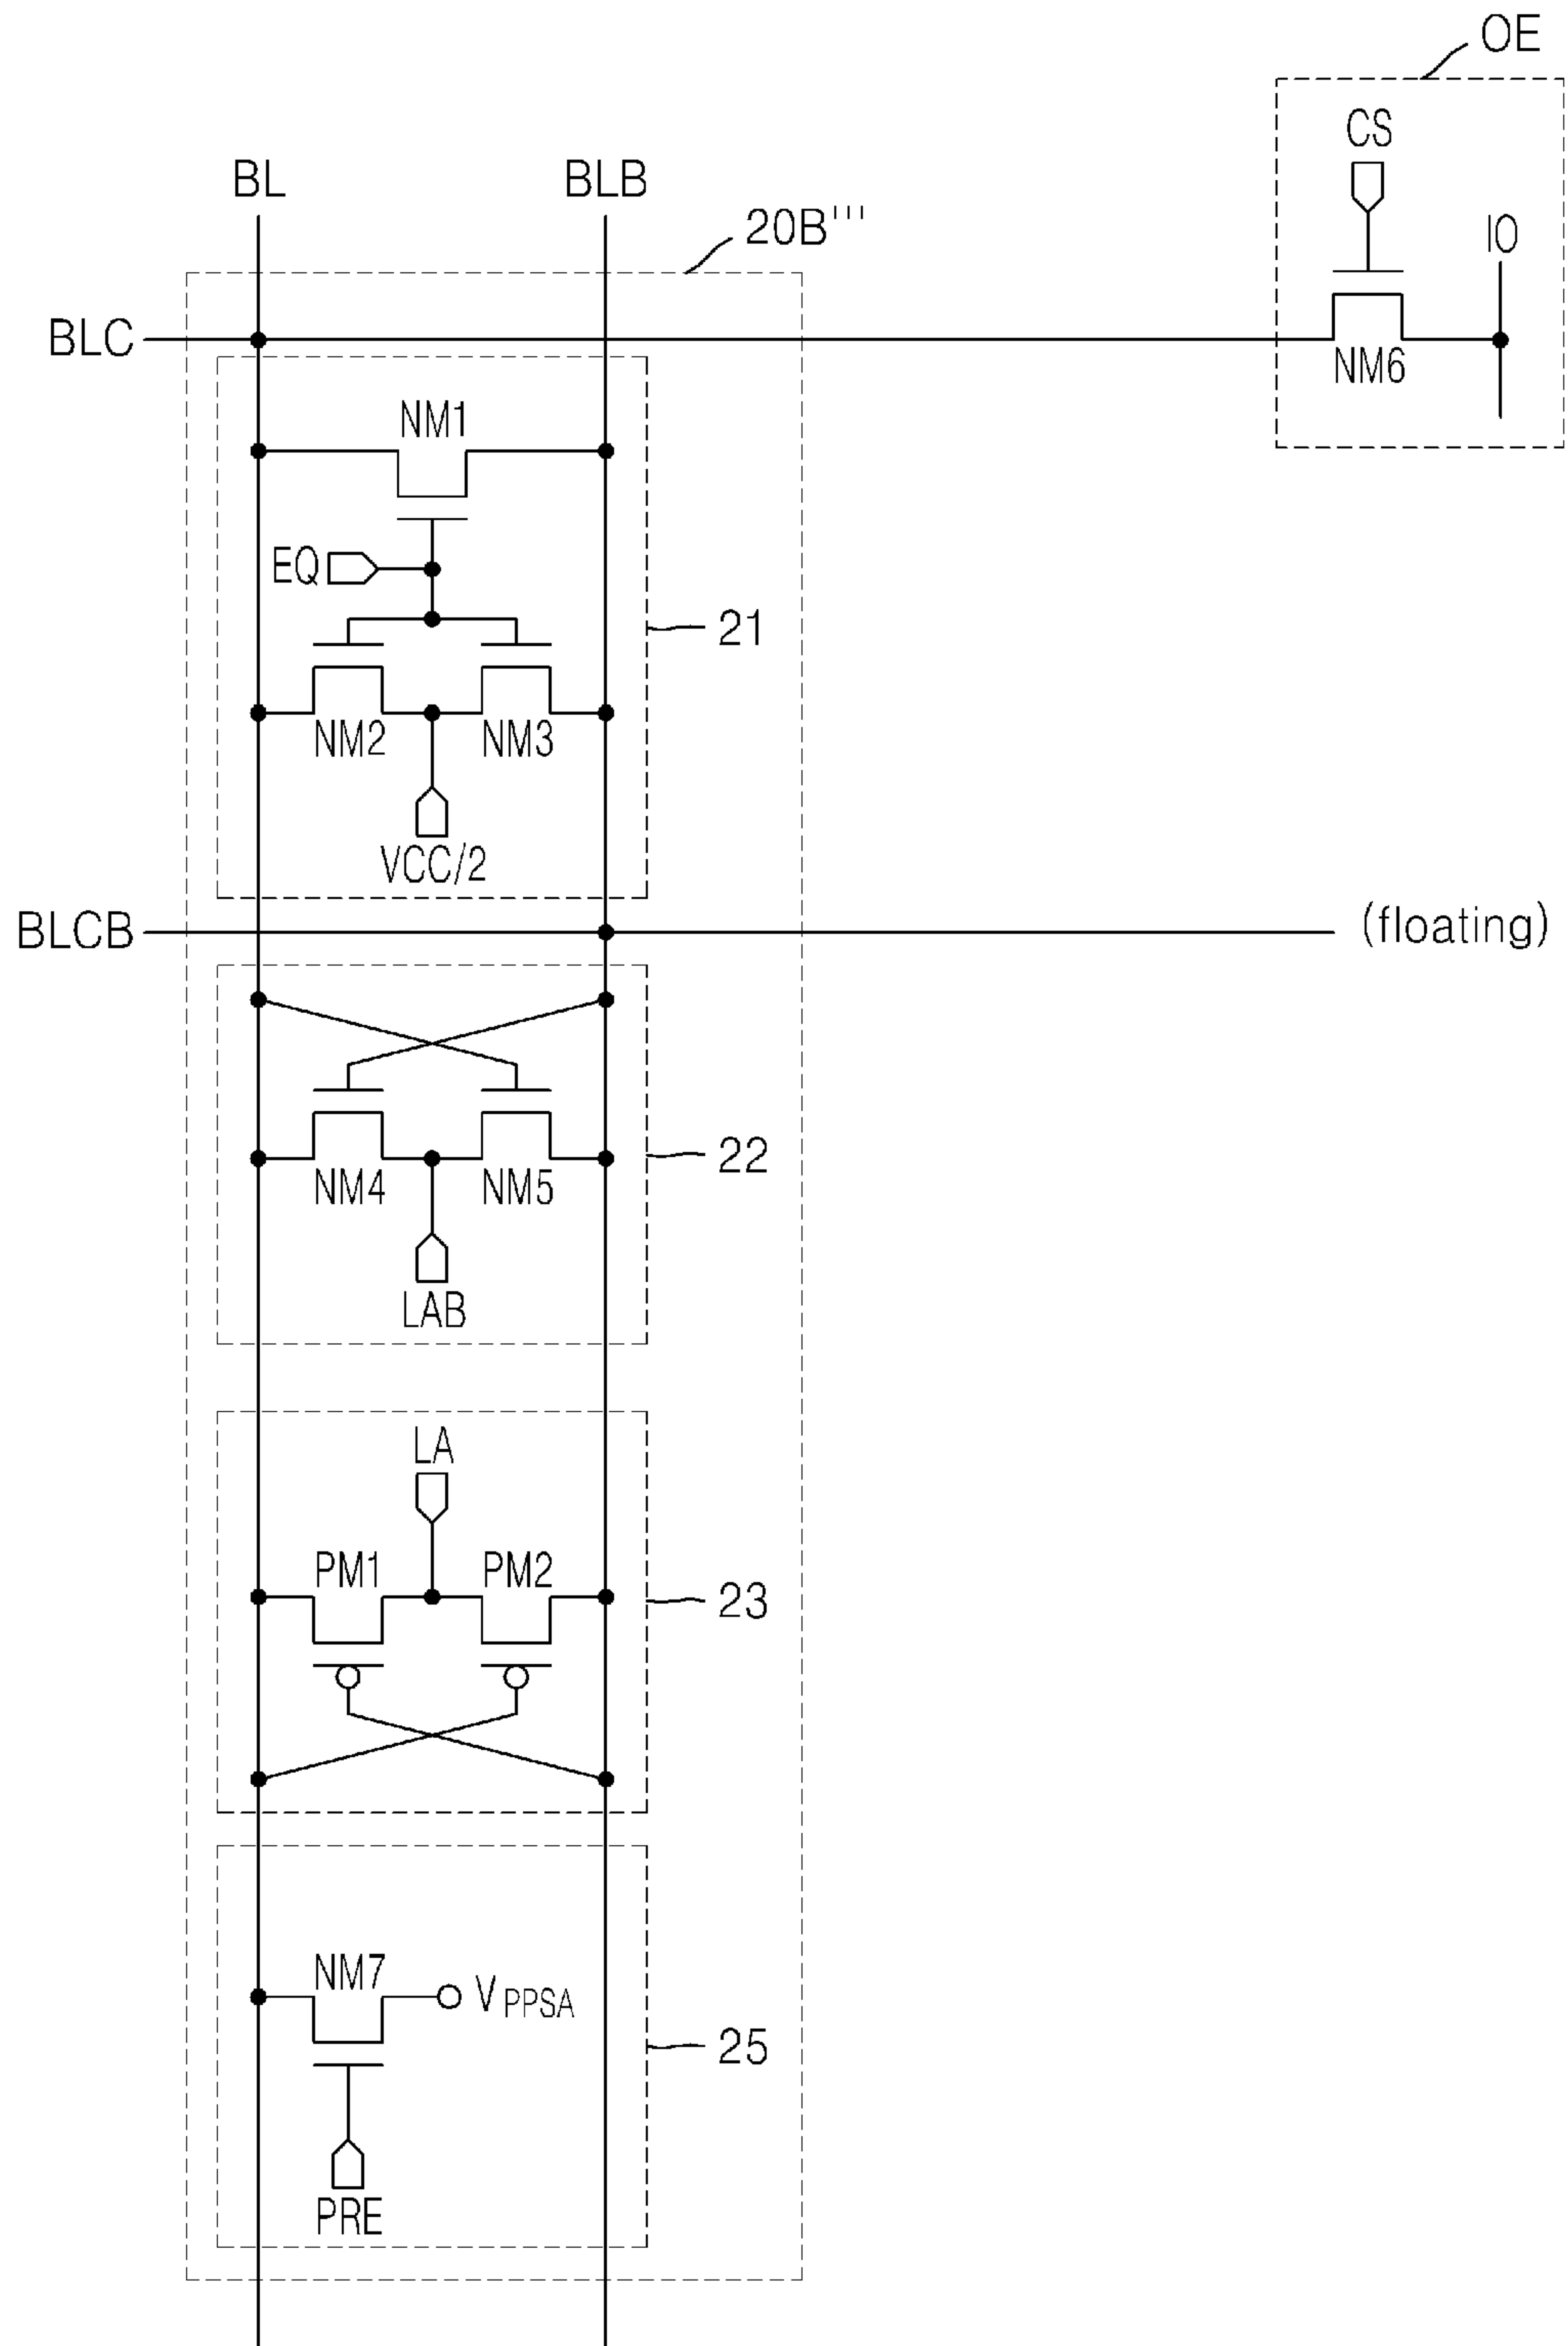 OE
CS
BL
BLB
20B'''
IO
BLC
NM6
NM1
EQ
21
NM2
NM3
VCC/2
BLCB
(floating)
22
NM4
NM5
LAB
LA
PM1
PM2
23
NM7
VPPSA
25
PRE